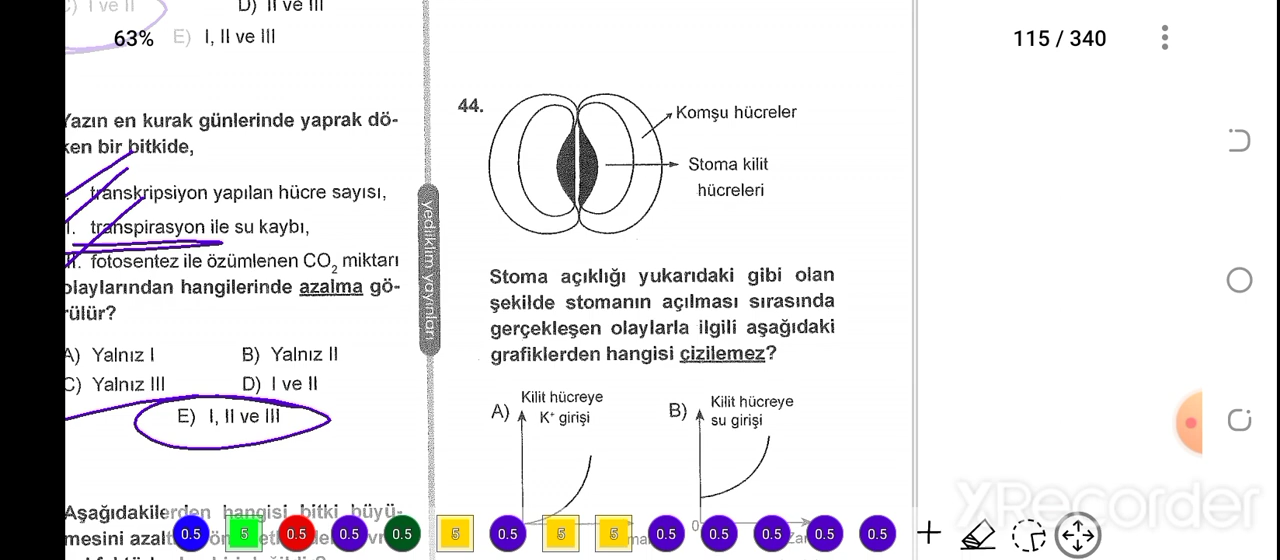 C) I ve II
D) II ve III
63%
E) I, II ve III
115 / 340
Yazın en kurak günlerinde yaprak dö-
ken bir bitkide,
transkripsiyon yapılan hücre sayısı,
I. transpirasyon ile su kaybı,
II. fotosentez ile özümlenen CO₂ miktarı
olaylarından hangilerinde azalma gö-
rülür?
A) Yalnız I
B) Yalnız II
C) Yalnız III
D) I ve II
E) I, II ve III
Aşağıdakilerden hangisi bitki büyü-
mesini
yediiklim yayınları
44.
Komşu hücreler
Stoma kilit
hücreleri
Stoma açıklığı yukarıdaki gibi olan
şekilde stomanın açılması sırasında
gerçekleşen olaylarla ilgili aşağıdaki
grafiklerden hangisi çizilemez?
A)
Kilit hücreye
K⁺ girişi
B)
Kilit hücreye
su girişi
0
0.5
5
0.5
0.5
0.5
5
0.5
5
5
0.5
0.5
0.5
0.5
0.5
XRecorder